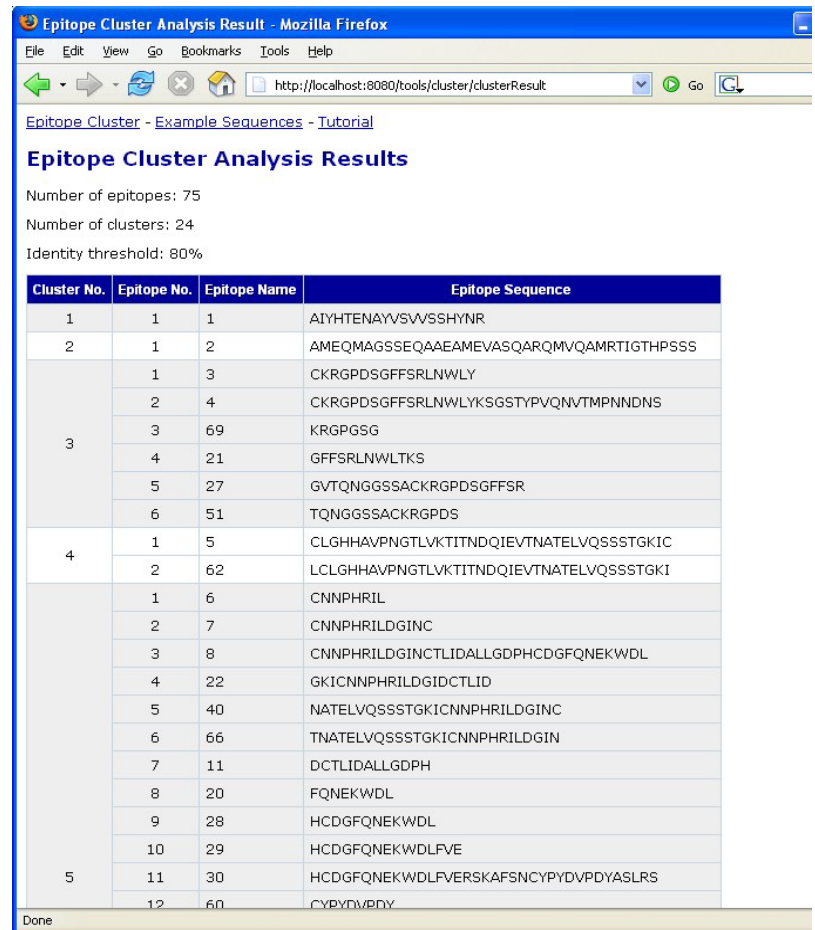 Epitope Cluster Analysis Result - Mozilla Firefox
File Edit View Go Bookmarks Tools Help
http://localhost:8080/tools/cluster/clusterResult Go G
Epitope Cluster - Example Sequences - Tutorial
Epitope Cluster Analysis Results
Number of epitopes: 75
Number of clusters: 24
Identity threshold: 80%
Cluster No. Epitope No. Epitope Name Epitope Sequence
1 1 1 AIYHTENAYVSVVSSHYNR
2 1 2 AMEQMAGSSEQAAEAMEVASQARQMVQAMRTIGTHPSSS
1 3 CKRGPDSGFFSRLNWLY
2 4 CKRGPDSGFFSRLNWLYKSGSTYPVQNVTMPNNDNS
3 69 KRGPGSG
3
4 21 GFFSRLNWLTKS
5 27 GVTQNGGSSACKRGPDSGFFSR
6 51 TQNGGSSACKRGPDS
1 5 CLGHHAVPNGTLVKTITNDQIEVTNATELVQSSSTGKIC
4
2 62 LCLGHHAVPNGTLVKTITNDQIEVTNATELVQSSSTGKI
1 6 CNNPHRIL
2 7 CNNPHRILDGINC
3 8 CNNPHRILDGINCTLIDALLGDPHCDGFQNEKWDL
4 22 GKICNNPHRILDGIDCTLID
5 40 NATELVQSSSTGKICNNPHRILDGINC
6 66 TNATELVQSSSTGKICNNPHRILDGIN
7 11 DCTLIDALLGDPH
8 20 FQNEKWDL
9 28 HCDGFQNEKWDL
10 29 HCDGFQNEKWDLFVE
5 11 30 HCDGFQNEKWDLFVERSKAFSNCYPYDVPDYASLRS
12 60 CYPYDVPDY
Done